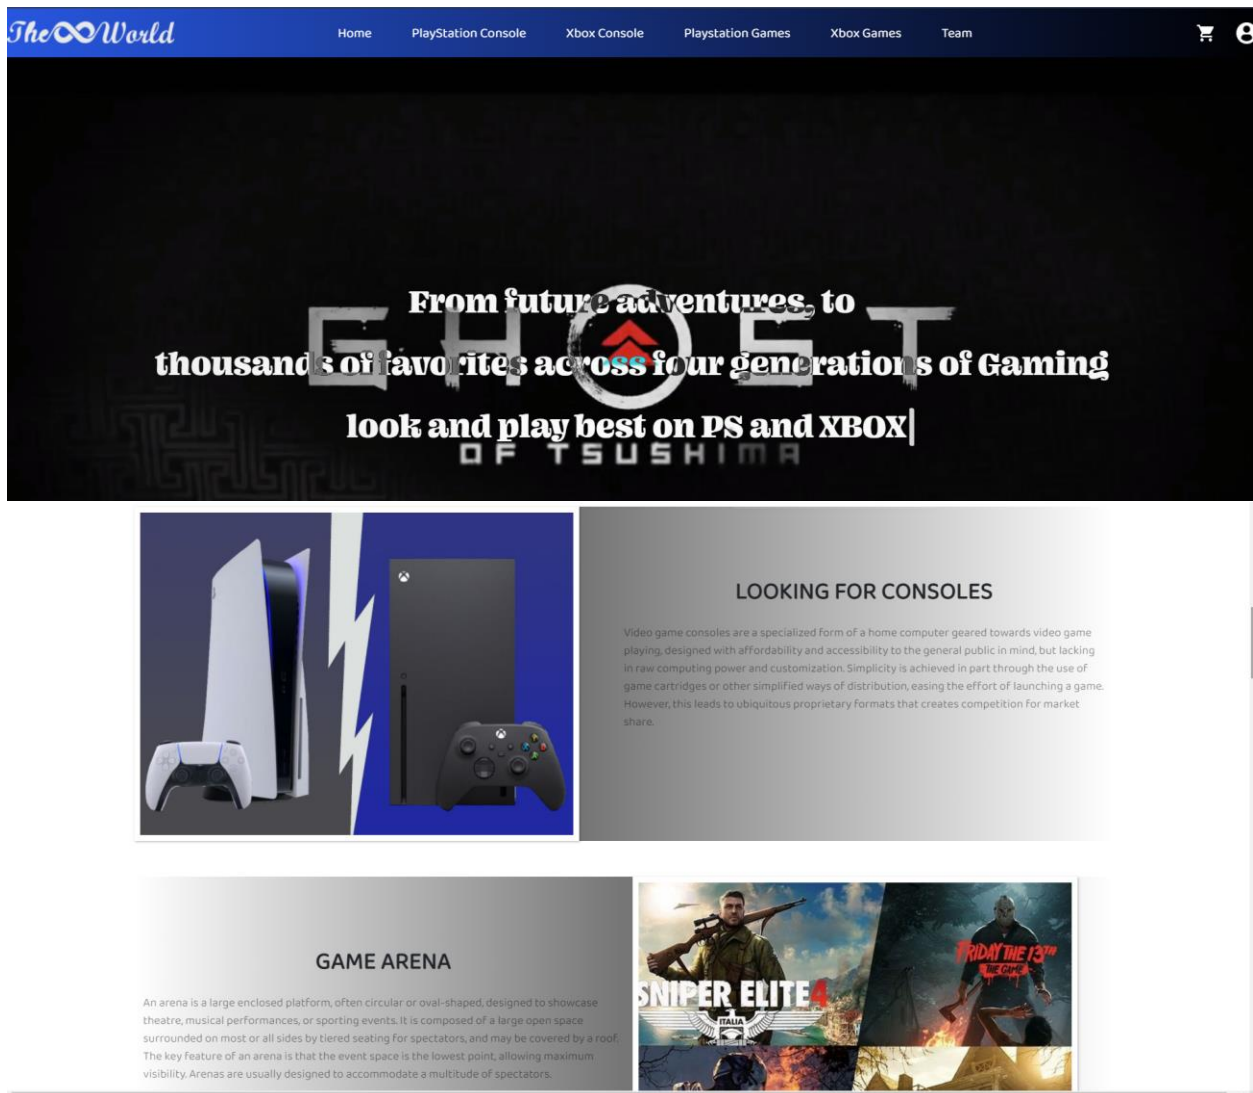 The∞World
Home PlayStation Console Xbox Console Playstation Games Xbox Games Team
From future adventures, to
GHOST
thousands of favorites across four generations of Gaming
look and play best on PS and XBOX
OF TSUSHIMA
LOOKING FOR CONSOLES
Video game consoles are a specialized form of a home computer geared towards video game
playing, designed with affordability and accessibility to the general public in mind, but lacking
in raw computing power and customization. Simplicity is achieved in part through the use of
game cartridges or other simplified ways of distribution, easing the effort of launching a game.
However, this leads to ubiquitous proprietary formats that creates competition for market
share.
GAME ARENA
An arena is a large enclosed platform, often circular or oval-shaped, designed to showcase
theatre, musical performances, or sporting events. It is composed of a large open space
surrounded on most or all sides by tiered seating for spectators, and may be covered by a roof.
The key feature of an arena is that the event space is the lowest point, allowing maximum
visibility. Arenas are usually designed to accommodate a multitude of spectators.
SNIPER ELITE 4
ITALIA
FRIDAY THE 13TH
THE GAME